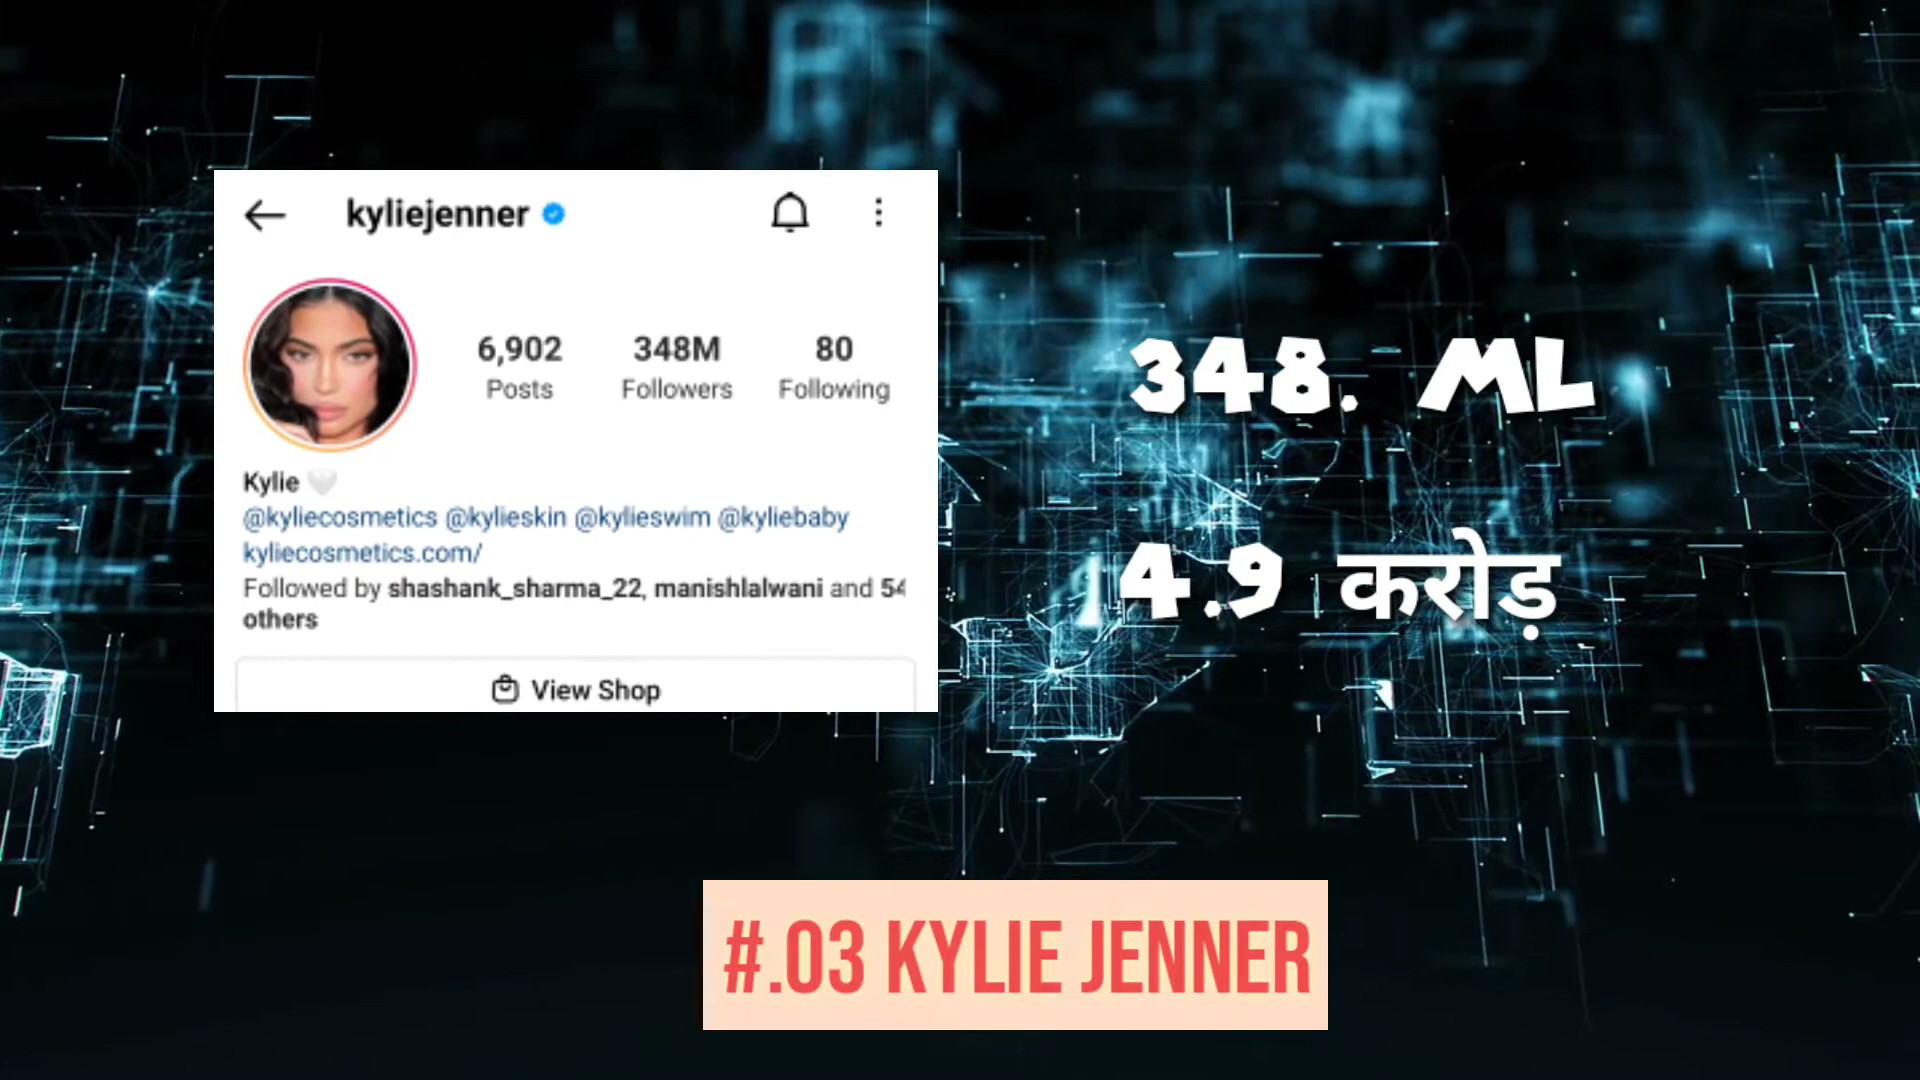 kyliejenner
6,902 348M 80
Posts Followers Following
Kylie 🤍
@kyliecosmetics @kylieskin @kylieswim @kyliebaby
kyliecosmetics.com/
Followed by shashank_sharma_22, manishlalwani and 54
others
View Shop
348. ML
4.9 करोड़
#.03 KYLIE JENNER